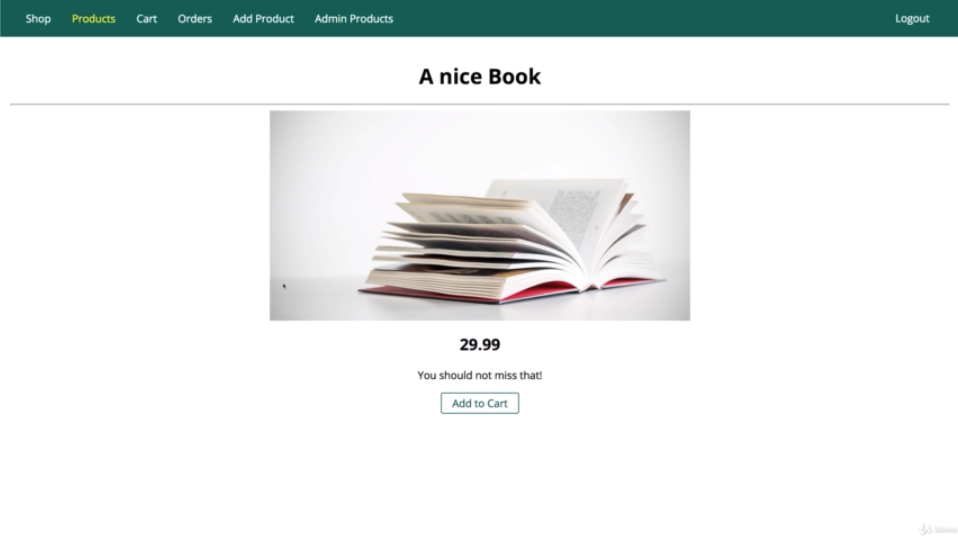 Shop Products Cart Orders Add Product Admin Products Logout
A nice Book
29.99
You should not miss that!
Add to Cart